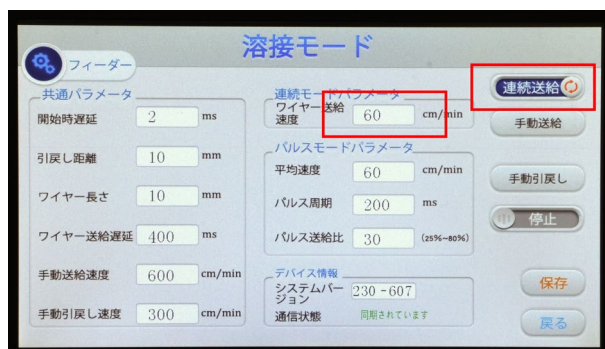 溶接モード
フィーダー
共通パラメータ
開始時遅延 2 ms
引戻し距離 10 mm
ワイヤー長さ 10 mm
ワイヤー送給遅延 400 ms
手動送給速度 600 cm/min
手動引戻し速度 300 cm/min
連続モードパラメータ
ワイヤー送給
速度 60 cm/min
パルスモードパラメータ
平均速度 60 cm/min
パルス周期 200 ms
パルス送給比 30 (25%~80%)
デバイス情報
システムバー
ジョン 230-607
通信状態 同期されています
連続送給
手動送給
手動引戻し
停止
保存
戻る